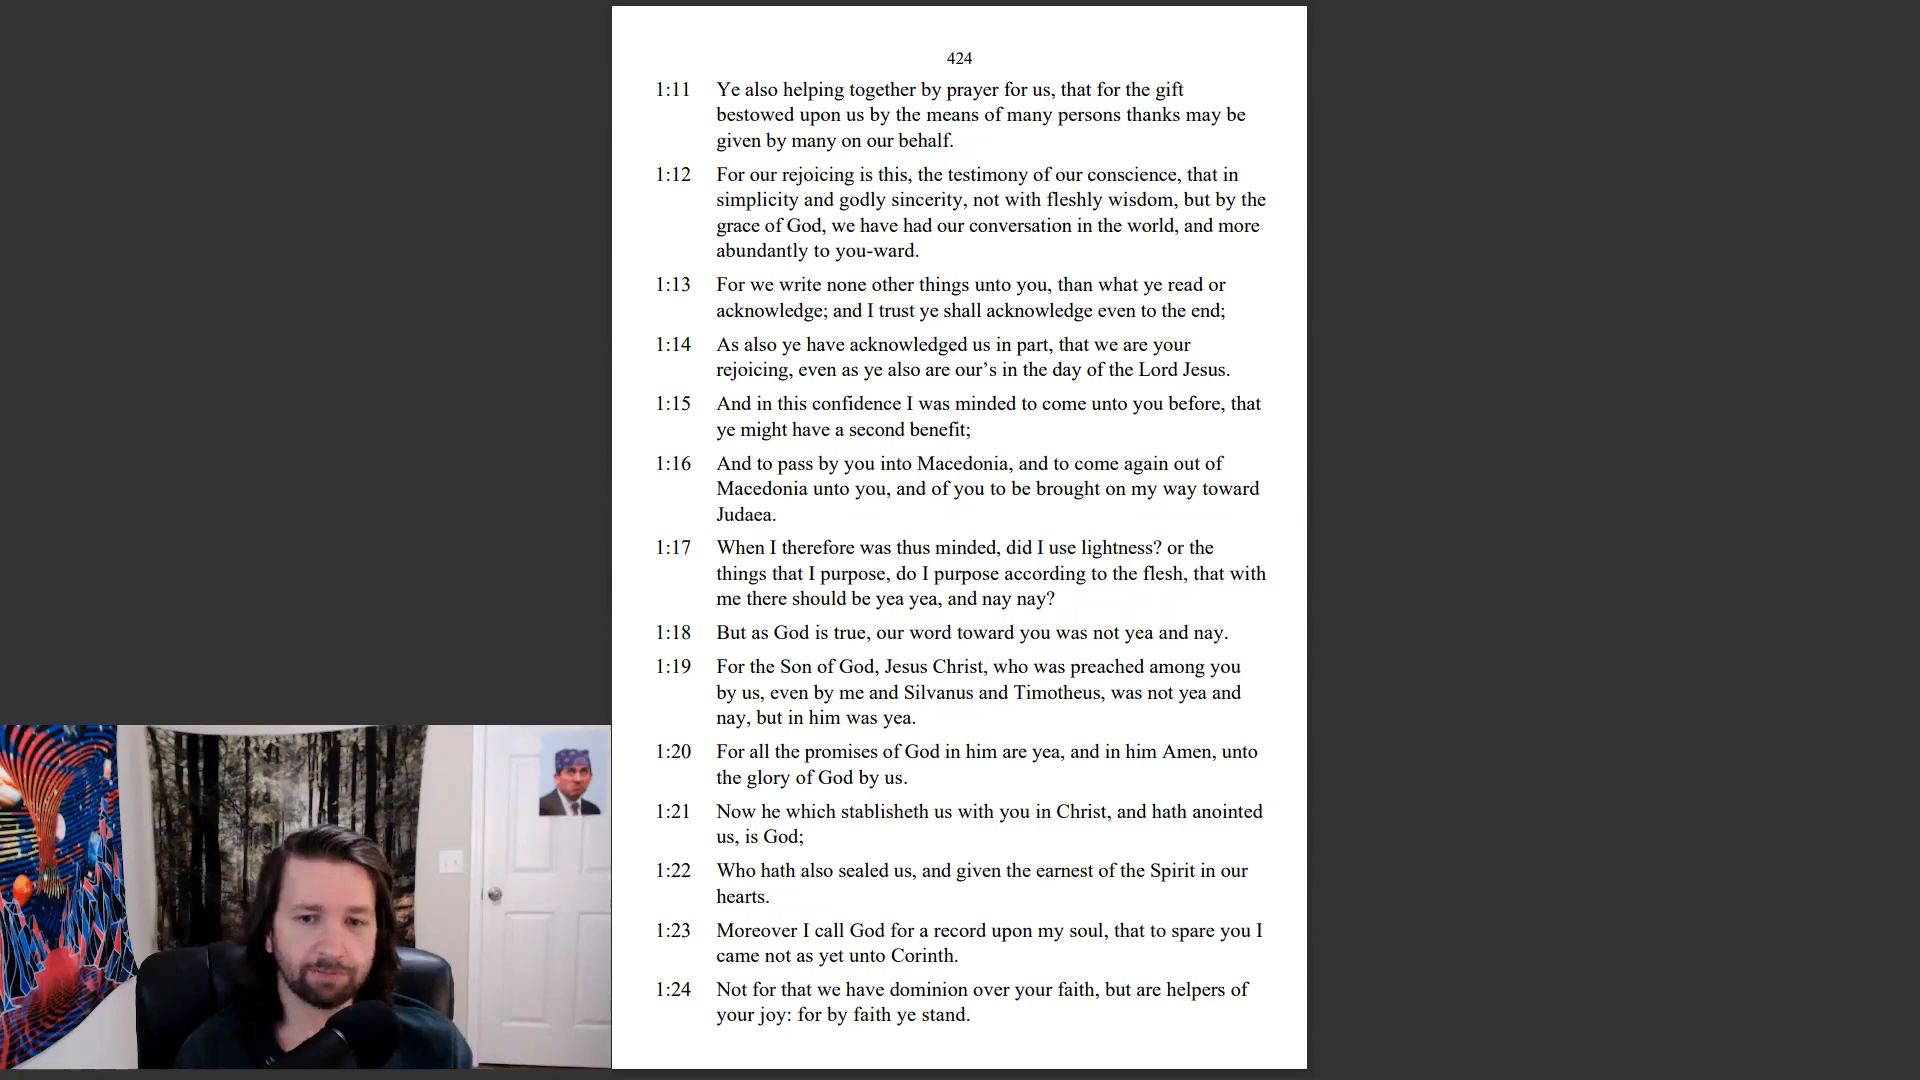 424
1:11 Ye also helping together by prayer for us, that for the gift
bestowed upon us by the means of many persons thanks may be
given by many on our behalf.
1:12 For our rejoicing is this, the testimony of our conscience, that in
simplicity and godly sincerity, not with fleshly wisdom, but by the
grace of God, we have had our conversation in the world, and more
abundantly to you-ward.
1:13 For we write none other things unto you, than what ye read or
acknowledge; and I trust ye shall acknowledge even to the end;
1:14 As also ye have acknowledged us in part, that we are your
rejoicing, even as ye also are our’s in the day of the Lord Jesus.
1:15 And in this confidence I was minded to come unto you before, that
ye might have a second benefit;
1:16 And to pass by you into Macedonia, and to come again out of
Macedonia unto you, and of you to be brought on my way toward
Judaea.
1:17 When I therefore was thus minded, did I use lightness? or the
things that I purpose, do I purpose according to the flesh, that with
me there should be yea yea, and nay nay?
1:18 But as God is true, our word toward you was not yea and nay.
1:19 For the Son of God, Jesus Christ, who was preached among you
by us, even by me and Silvanus and Timotheus, was not yea and
nay, but in him was yea.
1:20 For all the promises of God in him are yea, and in him Amen, unto
the glory of God by us.
1:21 Now he which stablisheth us with you in Christ, and hath anointed
us, is God;
1:22 Who hath also sealed us, and given the earnest of the Spirit in our
hearts.
1:23 Moreover I call God for a record upon my soul, that to spare you I
came not as yet unto Corinth.
1:24 Not for that we have dominion over your faith, but are helpers of
your joy: for by faith ye stand.